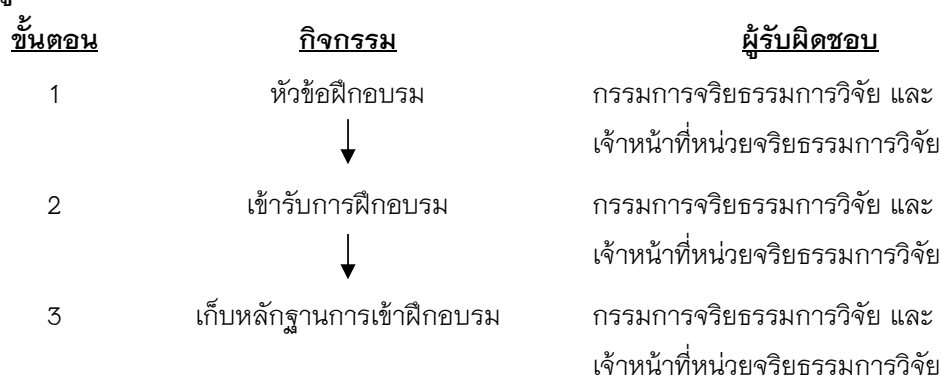 ขั้นตอน กิจกรรม ผู้รับผิดชอบ
1 หัวข้อฝึกอบรม กรรมการจริยธรรมการวิจัย และ
เจ้าหน้าที่หน่วยจริยธรรมการวิจัย
2 เข้ารับการฝึกอบรม กรรมการจริยธรรมการวิจัย และ
เจ้าหน้าที่หน่วยจริยธรรมการวิจัย
3 เก็บหลักฐานการเข้าฝึกอบรม กรรมการจริยธรรมการวิจัย และ
เจ้าหน้าที่หน่วยจริยธรรมการวิจัย